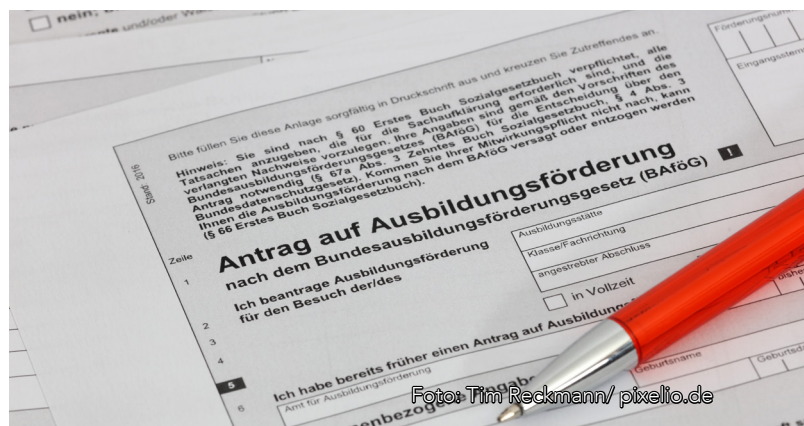 nein;
und/oder
Bitte füllen Sie diese Anlage sorgfältig in Druckschrift aus und kreuzen Sie Zutreffendes an.
Hinweis: Sie sind nach § 60 Erstes Buch Sozialgesetzbuch verpflichtet, alle
Tatsachen anzugeben, die für die Sachaufklärung erforderlich sind, und die
verlangten Nachweise vorzulegen. Ihre Angaben sind gemäß den Vorschriften des
Bundesausbildungsförderungsgesetzes (BAföG) für die Entscheidung über den
Antrag notwendig (§ 67a Abs. 3 Zehntes Buch Sozialgesetzbuch, § 4 Abs. 3
Bundesdatenschutzgesetz). Kommen Sie Ihrer Mitwirkungspflicht nicht nach, kann
Ihnen die Ausbildungsförderung nach dem BAföG versagt oder entzogen werden
(§ 66 Erstes Buch Sozialgesetzbuch).
Stand: 2016
Antrag auf Ausbildungsförderung
nach dem Bundesausbildungsförderungsgesetz (BAföG)
Zeile
1
Ich beantrage Ausbildungsförderung
für den Besuch der/des
Ausbildungsstätte
Klasse/Fachrichtung
angestrebter Abschluss
in Vollzeit
2
3
4
5
Ich habe bereits früher einen Antrag auf
Amt für Ausbildungsförderung
6
Geburtsname
Foto: Tim Reckmann/ pixelio.de